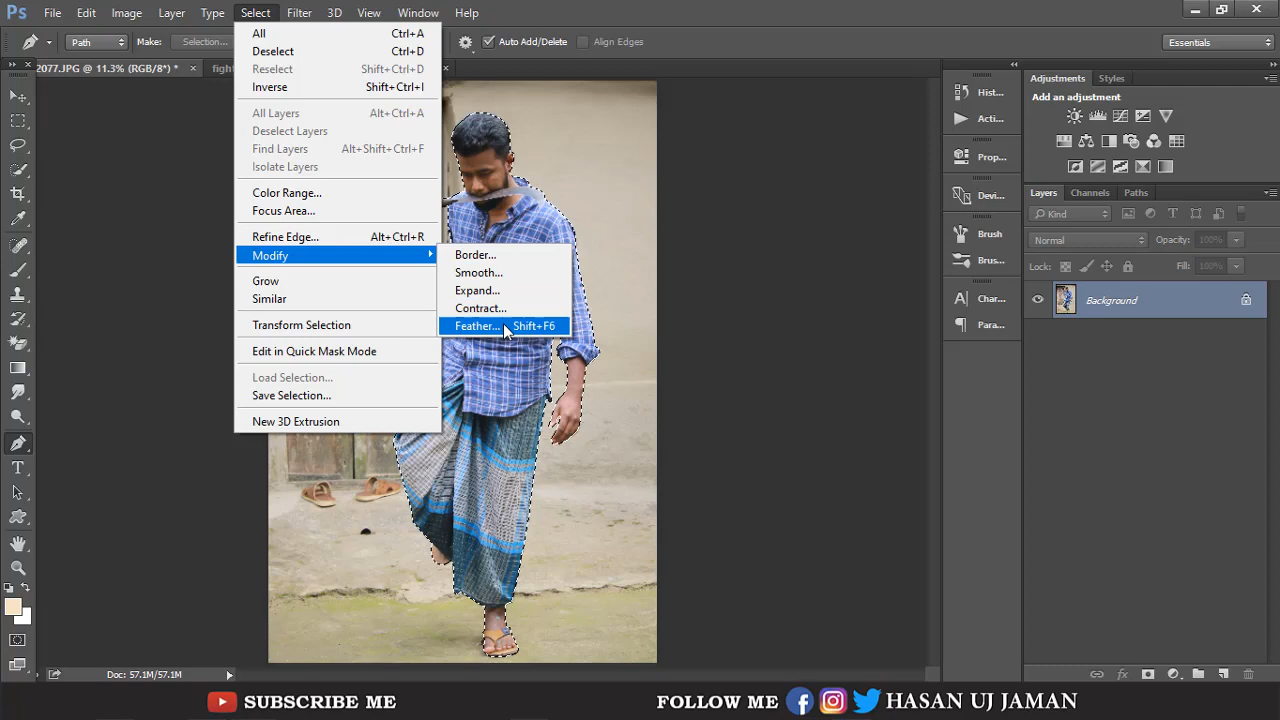 Ps File Edit Image Layer Type Select Filter 3D View Window Help
Path Make: Selection... Auto Add/Delete Align Edges Essentials
2077.JPG @ 11.3% (RGB/8*) * × figh ×
All Ctrl+A
Deselect Ctrl+D
Reselect Shift+Ctrl+D
Inverse Shift+Ctrl+I
All Layers Alt+Ctrl+A
Deselect Layers
Find Layers Alt+Shift+Ctrl+F
Isolate Layers
Color Range...
Focus Area...
Refine Edge... Alt+Ctrl+R
Modify
Grow
Similar
Transform Selection
Edit in Quick Mask Mode
Load Selection...
Save Selection...
New 3D Extrusion
Border...
Smooth...
Expand...
Contract...
Feather... Shift+F6
Hist...
Acti...
Prop...
Devi...
Brush
Brus...
Char...
Para...
Adjustments Styles
Add an adjustment
Layers Channels Paths
Kind
Normal Opacity: 100%
Lock: Fill: 100%
Background
Doc: 57.1M/57.1M
SUBSCRIBE ME FOLLOW ME HASAN UJ JAMAN